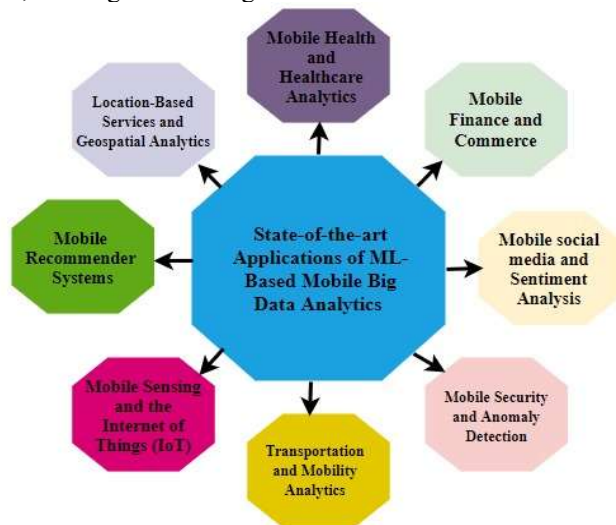 Mobile Health
and
Healthcare
Analytics
Location-Based
Services and
Geospatial Analytics
Mobile
Finance and
Commerce
State-of-the-art
Applications of ML-
Based Mobile Big
Data Analytics
Mobile
Recommender
Systems
Mobile social
media and
Sentiment
Analysis
Mobile Sensing
and the
Internet of
Things (IoT)
Mobile Security
and Anomaly
Detection
Transportation
and Mobility
Analytics